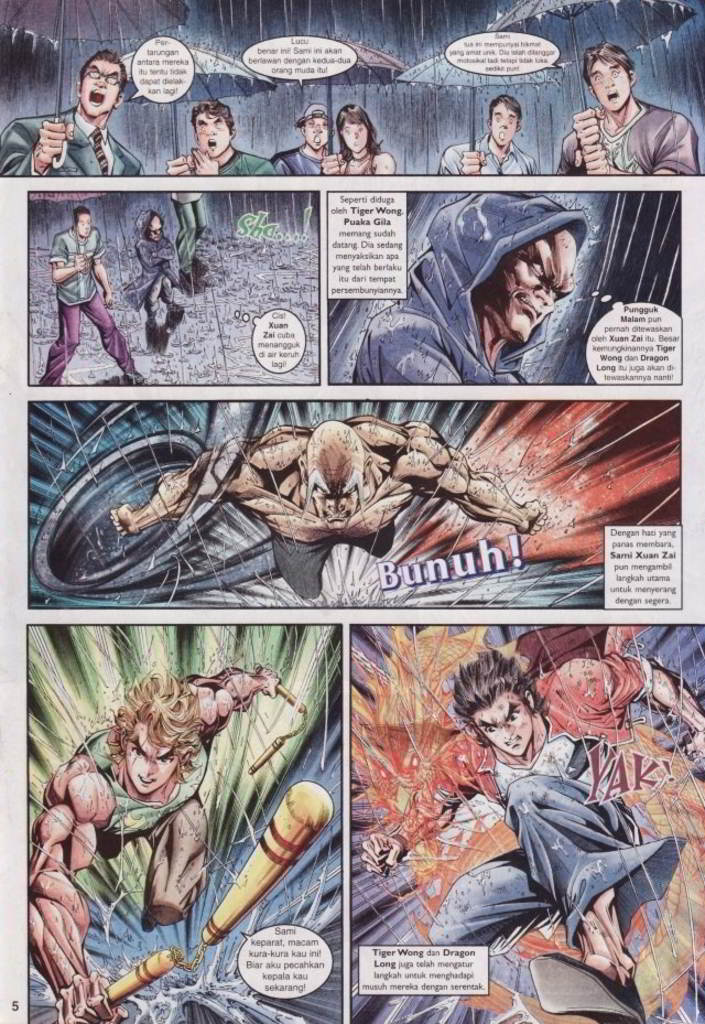 Per-
tarungan
antara mereka
itu tentu tidak
dapat
dielakkan
lagi!
Lucu
benar ini! Sami ini
berlawan dengan kedua-dua
orang muda itu!
Sami
tua ini mempunyai hikmat
yang amat unik. Dia telah dilanggar
motosikal tadi tetapi tidak luka
sedikit pun!
Sha...!
Cis!
Xuan
Zai cuba
menangguk
di air keruh
lagi!
Seperti diduga
oleh Tiger Wong,
Puaka Gila
memang sudah
datang. Dia sedang
menyaksikan apa
yang telah berlaku
itu dari tempat
persembunyiannya.
Pungguk
Malam pun
pernah ditewaskan
oleh Xuan Zai itu. Besar
kemungkinannya Tiger
Wong dan Dragon
Long itu juga akan di-
tewaskannya nanti!
Bunuh!
Dengan hati yang
panas membara,
Sami Xuan Zai
pun mengambil
langkah utama
untuk menyerang
dengan segera.
Sami
keparat, macam
kura-kura kau ini!
Biar aku pecahkan
kepala kau
sekarang!
YAK!
Tiger Wong dan Dragon
Long juga telah mengatur
langkah untuk menghadapi
musuh mereka dengan serentak.
5